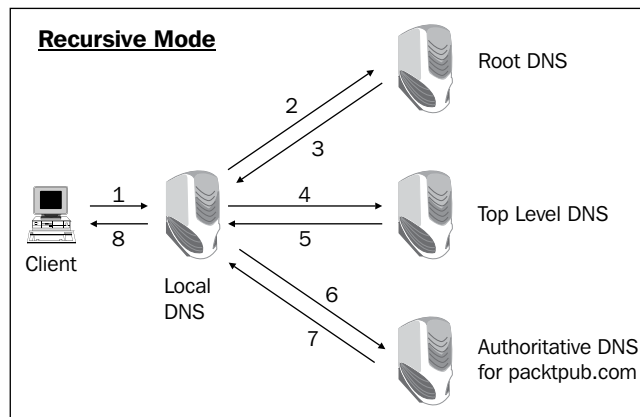 Recursive Mode
Root DNS
2
3
1
4
Top Level DNS
8
5
Client
Local
DNS
6
7
Authoritative DNS
for packtpub.com